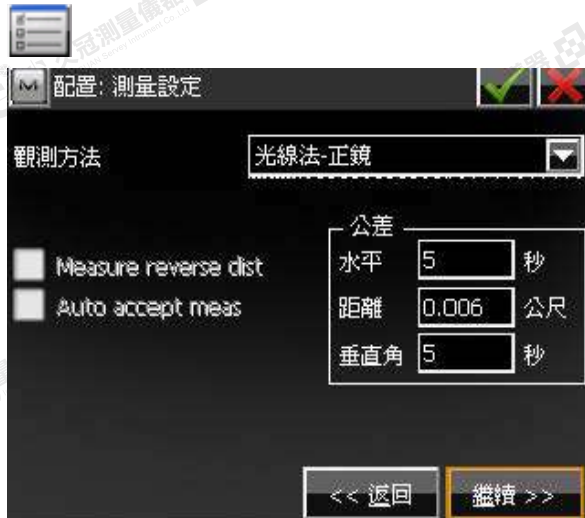 配置: 測量設定
觀測方法 光線法-正鏡
公差
Measure reverse dist 水平 5 秒
Auto accept meas 距離 0.006 公尺
垂直角 5 秒
<< 返回 繼續 >>